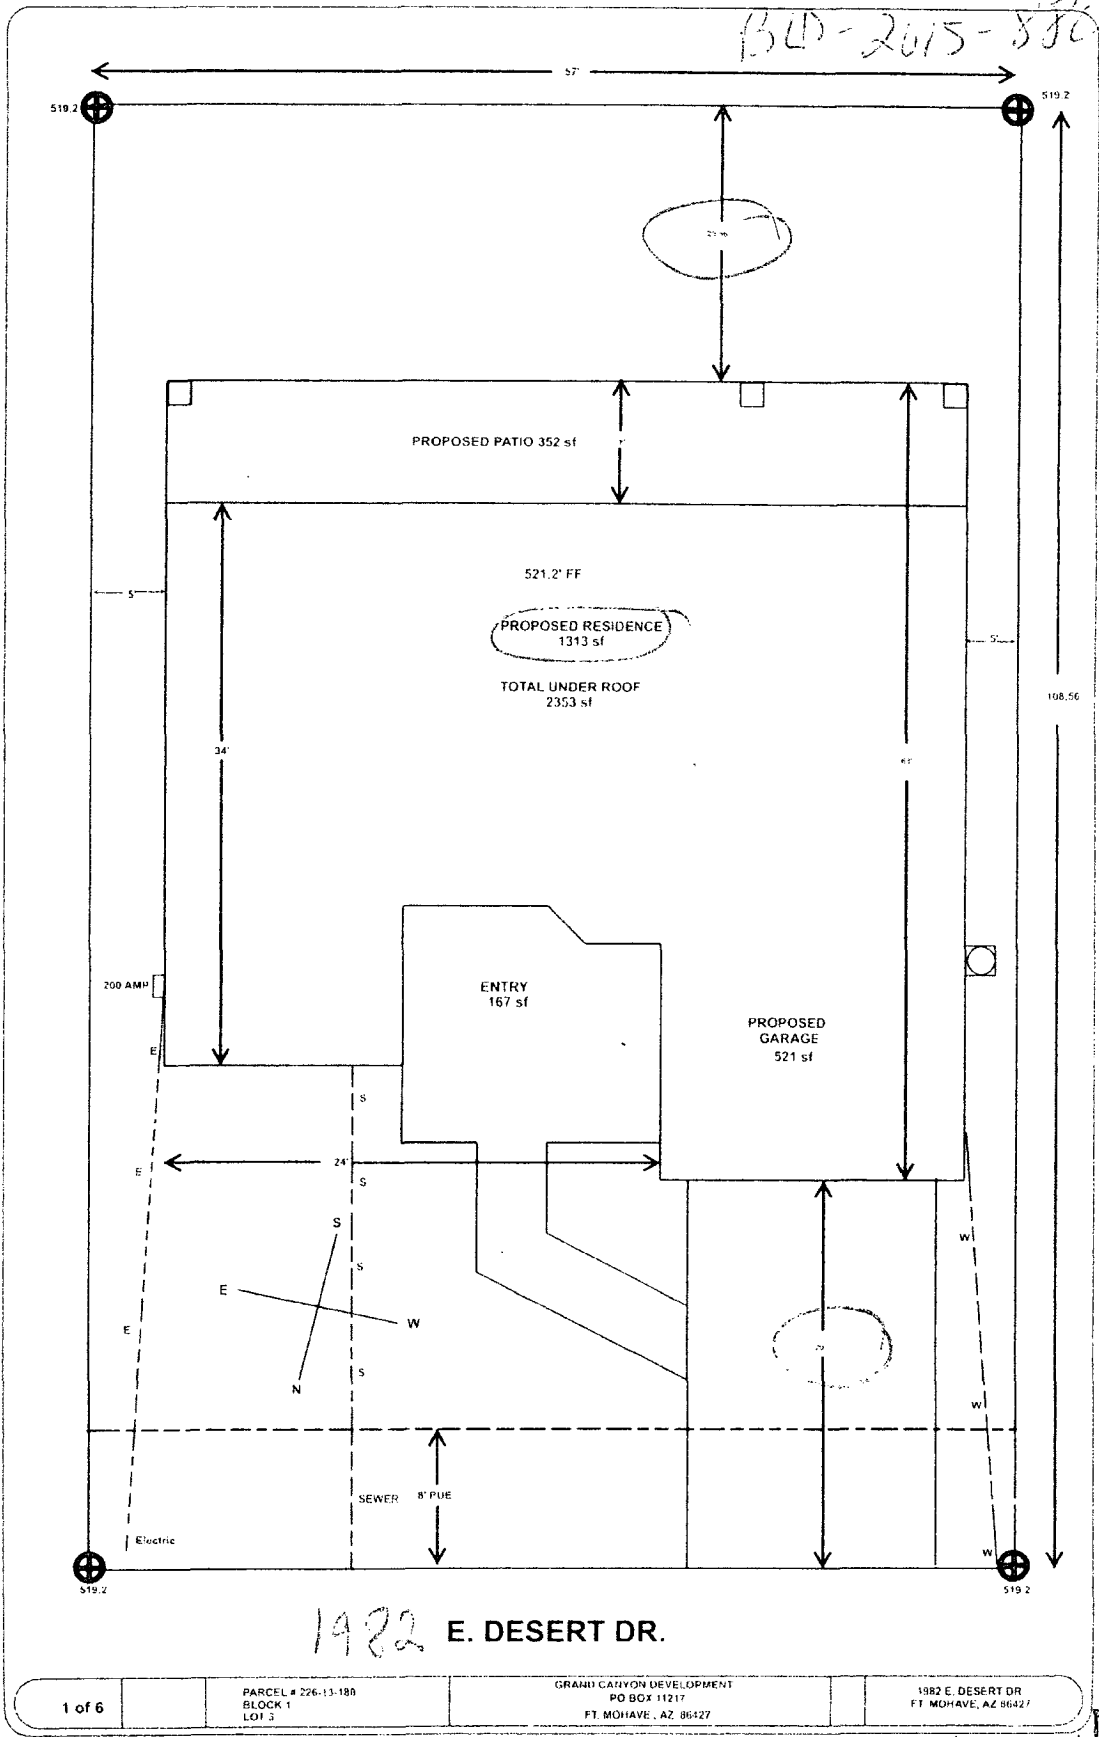 BLD-2015-
57'
519.2
519.2
PROPOSED PATIO 352 sf
521.2' FF
5'
PROPOSED RESIDENCE
1313 sf
5'
TOTAL UNDER ROOF
2353 sf
108.56
34'
61'
200 AMP
ENTRY
167 sf
PROPOSED
GARAGE
521 sf
E
S
24'
E
S
S
W
S
E
W
E
S
N
W
SEWER
8' PUE
Electric
W
519.2
519.2
1982 E. DESERT DR.
1 of 6
PARCEL # 226-13-188
BLOCK 1
LOT 3
GRAND CANYON DEVELOPMENT
PO BOX 11217
FT. MOHAVE, AZ 86427
1982 E. DESERT DR
FT MOHAVE, AZ 86427